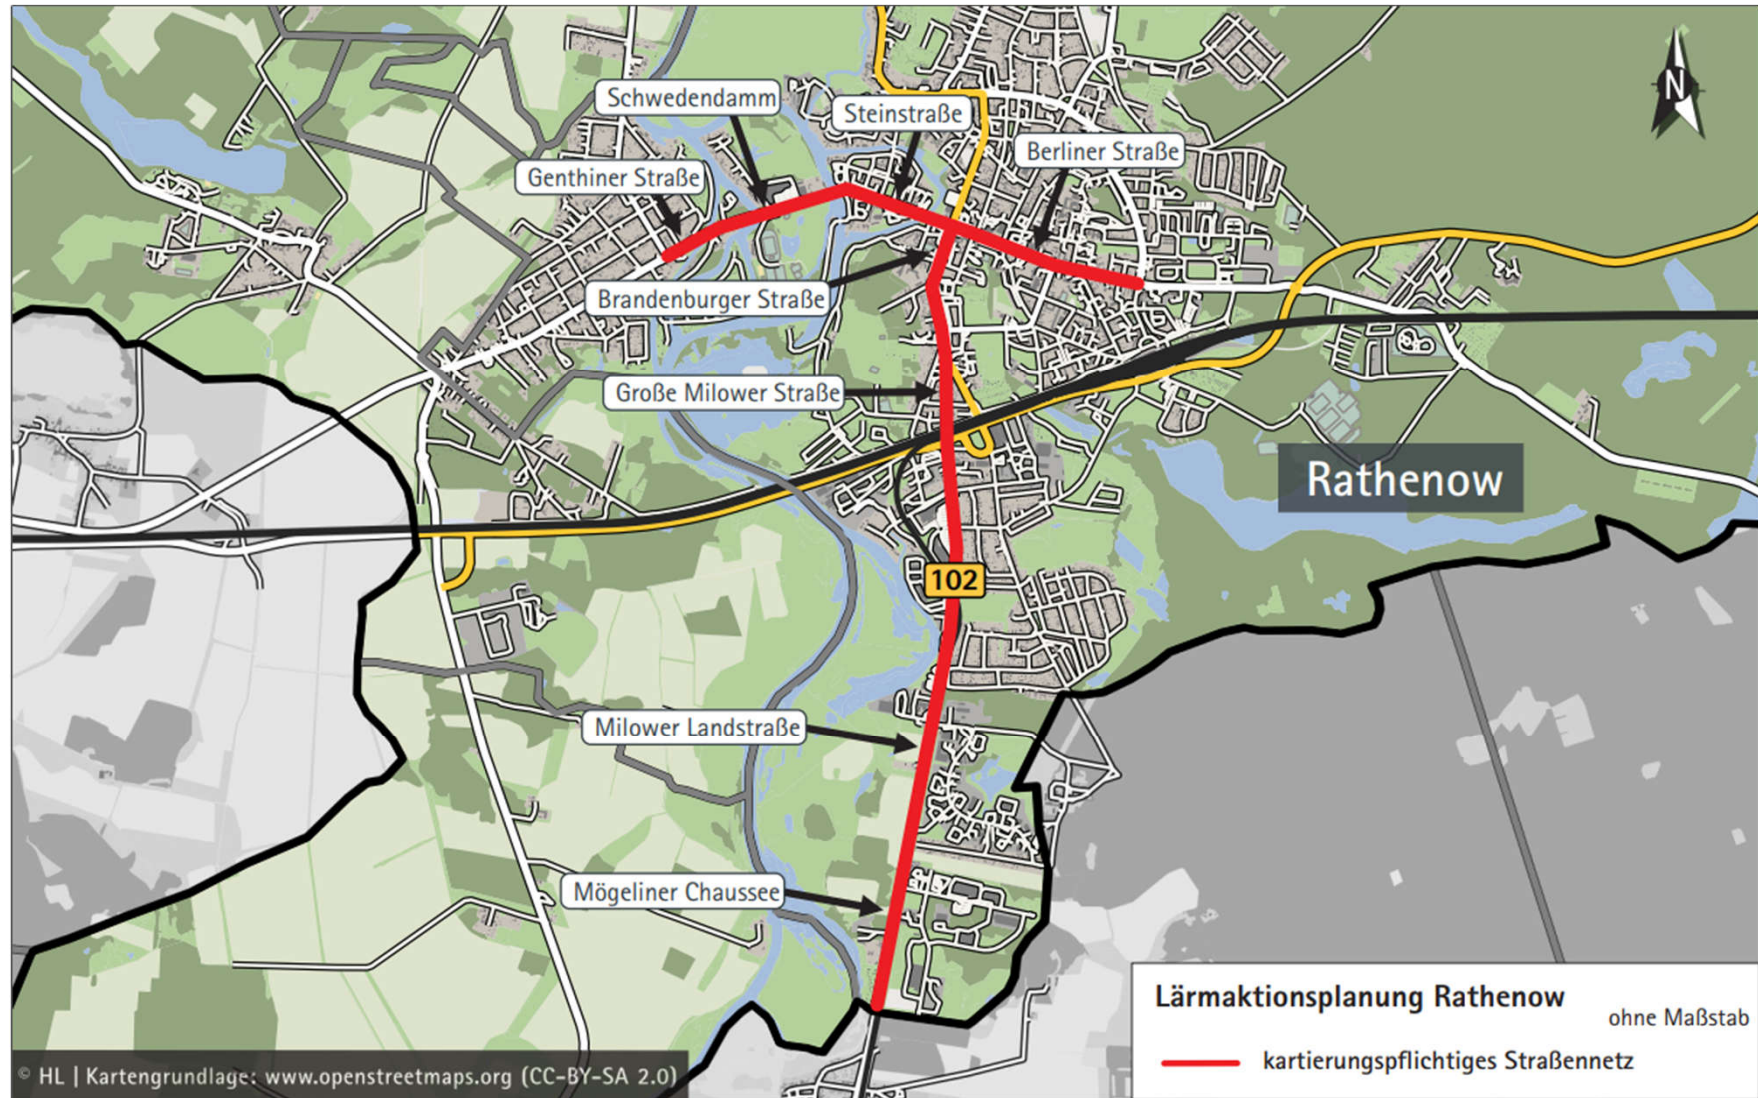 Schwedendamm
Steinstraße
Berliner Straße
Genthiner Straße
Brandenburger Straße
Große Milower Straße
Rathenow
102
Milower Landstraße
Mögeliner Chaussee
N
Lärmaktionsplanung Rathenow
ohne Maßstab
kartierungspflichtiges Straßennetz
© HL | Kartengrundlage: www.openstreetmaps.org (CC-BY-SA 2.0)